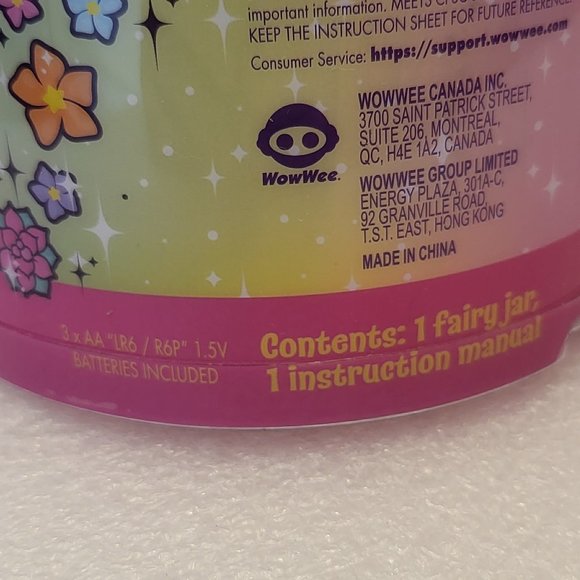 important information. MEETS CPSC
KEEP THE INSTRUCTION SHEET FOR FUTURE REFERENCE.
Consumer Service: https://support.wowwee.com
WowWee.
WOWWEE CANADA INC.
3700 SAINT PATRICK STREET,
SUITE 206, MONTREAL,
QC, H4E 1A2, CANADA
WOWWEE GROUP LIMITED
ENERGY PLAZA, 301A-C,
92 GRANVILLE ROAD,
T.S.T. EAST, HONG KONG
MADE IN CHINA
3 x AA "LR6 / R6P" 1.5V
BATTERIES INCLUDED
Contents: 1 fairy jar,
1 instruction manual